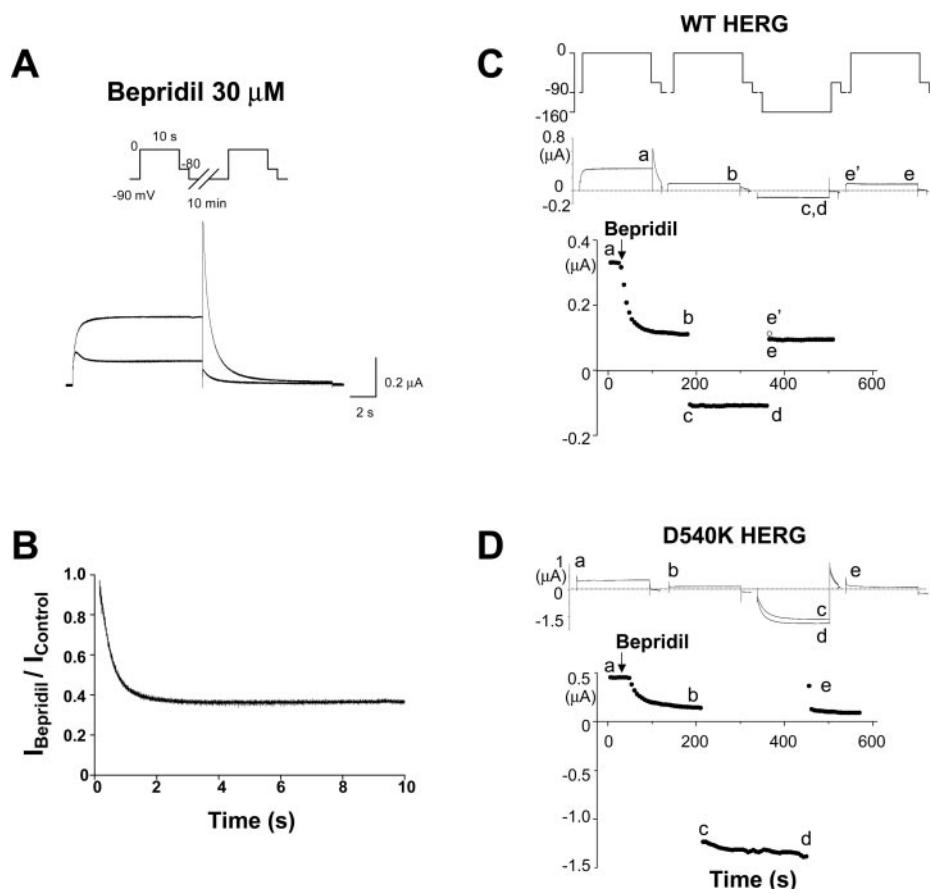 A
Bepridil 30 μM
0
10 s
-80
-90 mV
10 min
0.2 μA
2 s
B
1.0
0.8
0.6
0.4
0.2
0
I Bepridil / I Control
0 2 4 6 8 10
Time (s)
WT HERG
C
0
-90
-160
0.8
(μA)
0
-0.2
a
b
c,d
e'
e
0.4
(μA)
0.2
0
-0.2
Bepridil
a
b
c
d
e'
e
200 400 600
D540K HERG
D
1
(μA)
0
-1.5
a
b
c
d
e
0.5
(μA)
0
-0.5
-1.0
-1.5
Bepridil
a
b
e
0 200 400 600
c
d
Time (s)